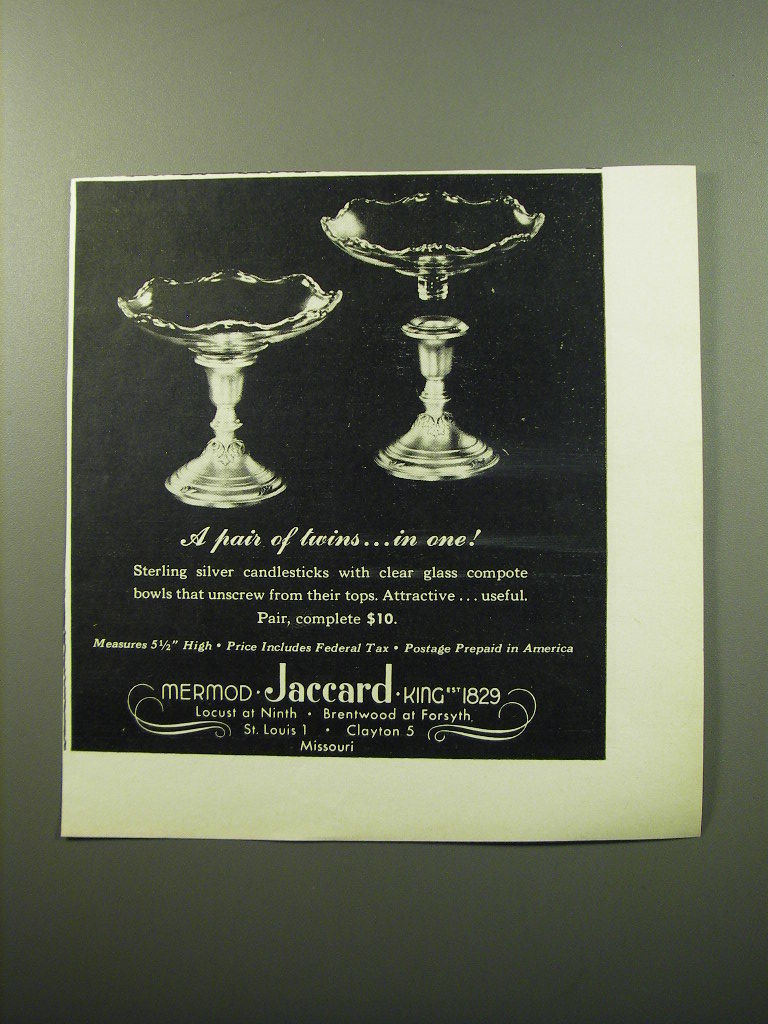 A pair of twins...in one!
Sterling silver candlesticks with clear glass compote
bowls that unscrew from their tops. Attractive ... useful.
Pair, complete $10.
Measures 5½" High • Price Includes Federal Tax • Postage Prepaid in America
MERMOD · Jaccard · KING EST 1829
Locust at Ninth · Brentwood at Forsyth,
St. Louis 1 · Clayton 5
Missouri